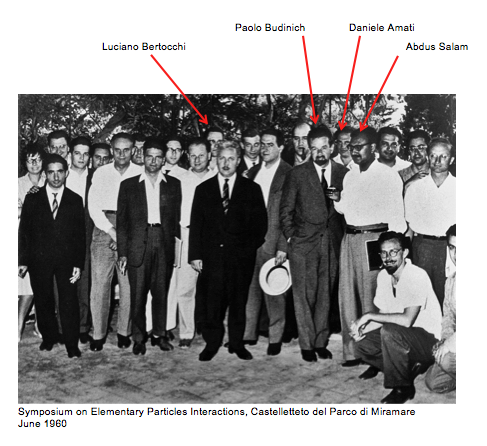 Paolo Budinich Daniele Amati
Luciano Bertocchi Abdus Salam
Symposium on Elementary Particles Interactions, Castelletteto del Parco di Miramare
June 1960